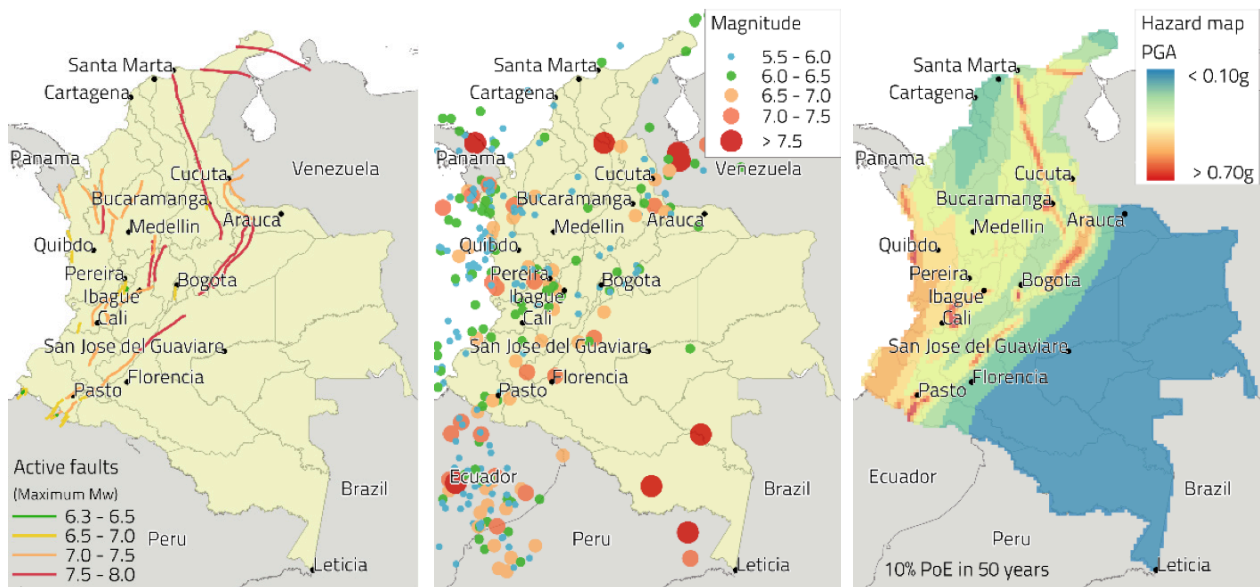 Santa Marta
Cartagena
Panama
Venezuela
Cucuta
Bucaramanga
Arauca
Medellin
Quibdo
Pereira
Bogota
Ibague
Cali
San Jose del Guaviare
Florencia
Pasto
Active faults
(Maximum Mw)
6.3 - 6.5
6.5 - 7.0
7.0 - 7.5
7.5 - 8.0
Brazil
Peru
Leticia
Magnitude
5.5 - 6.0
6.0 - 6.5
6.5 - 7.0
7.0 - 7.5
> 7.5
Santa Marta
Cartagena
Panama
Venezuela
Cucuta
Bucaramanga
Arauca
Medellin
Quibdo
Pereira
Bogota
Ibague
Cali
San Jose del Guaviare
Florencia
Pasto
Ecuador
Brazil
Peru
Leticia
Hazard map
PGA
< 0.10g
> 0.70g
Santa Marta
Cartagena
Panama
Venezuela
Cucuta
Bucaramanga
Arauca
Medellin
Quibdo
Pereira
Bogota
Ibague
Cali
San Jose del Guaviare
Florencia
Pasto
Ecuador
Brazil
Peru
10% PoE in 50 years
Leticia